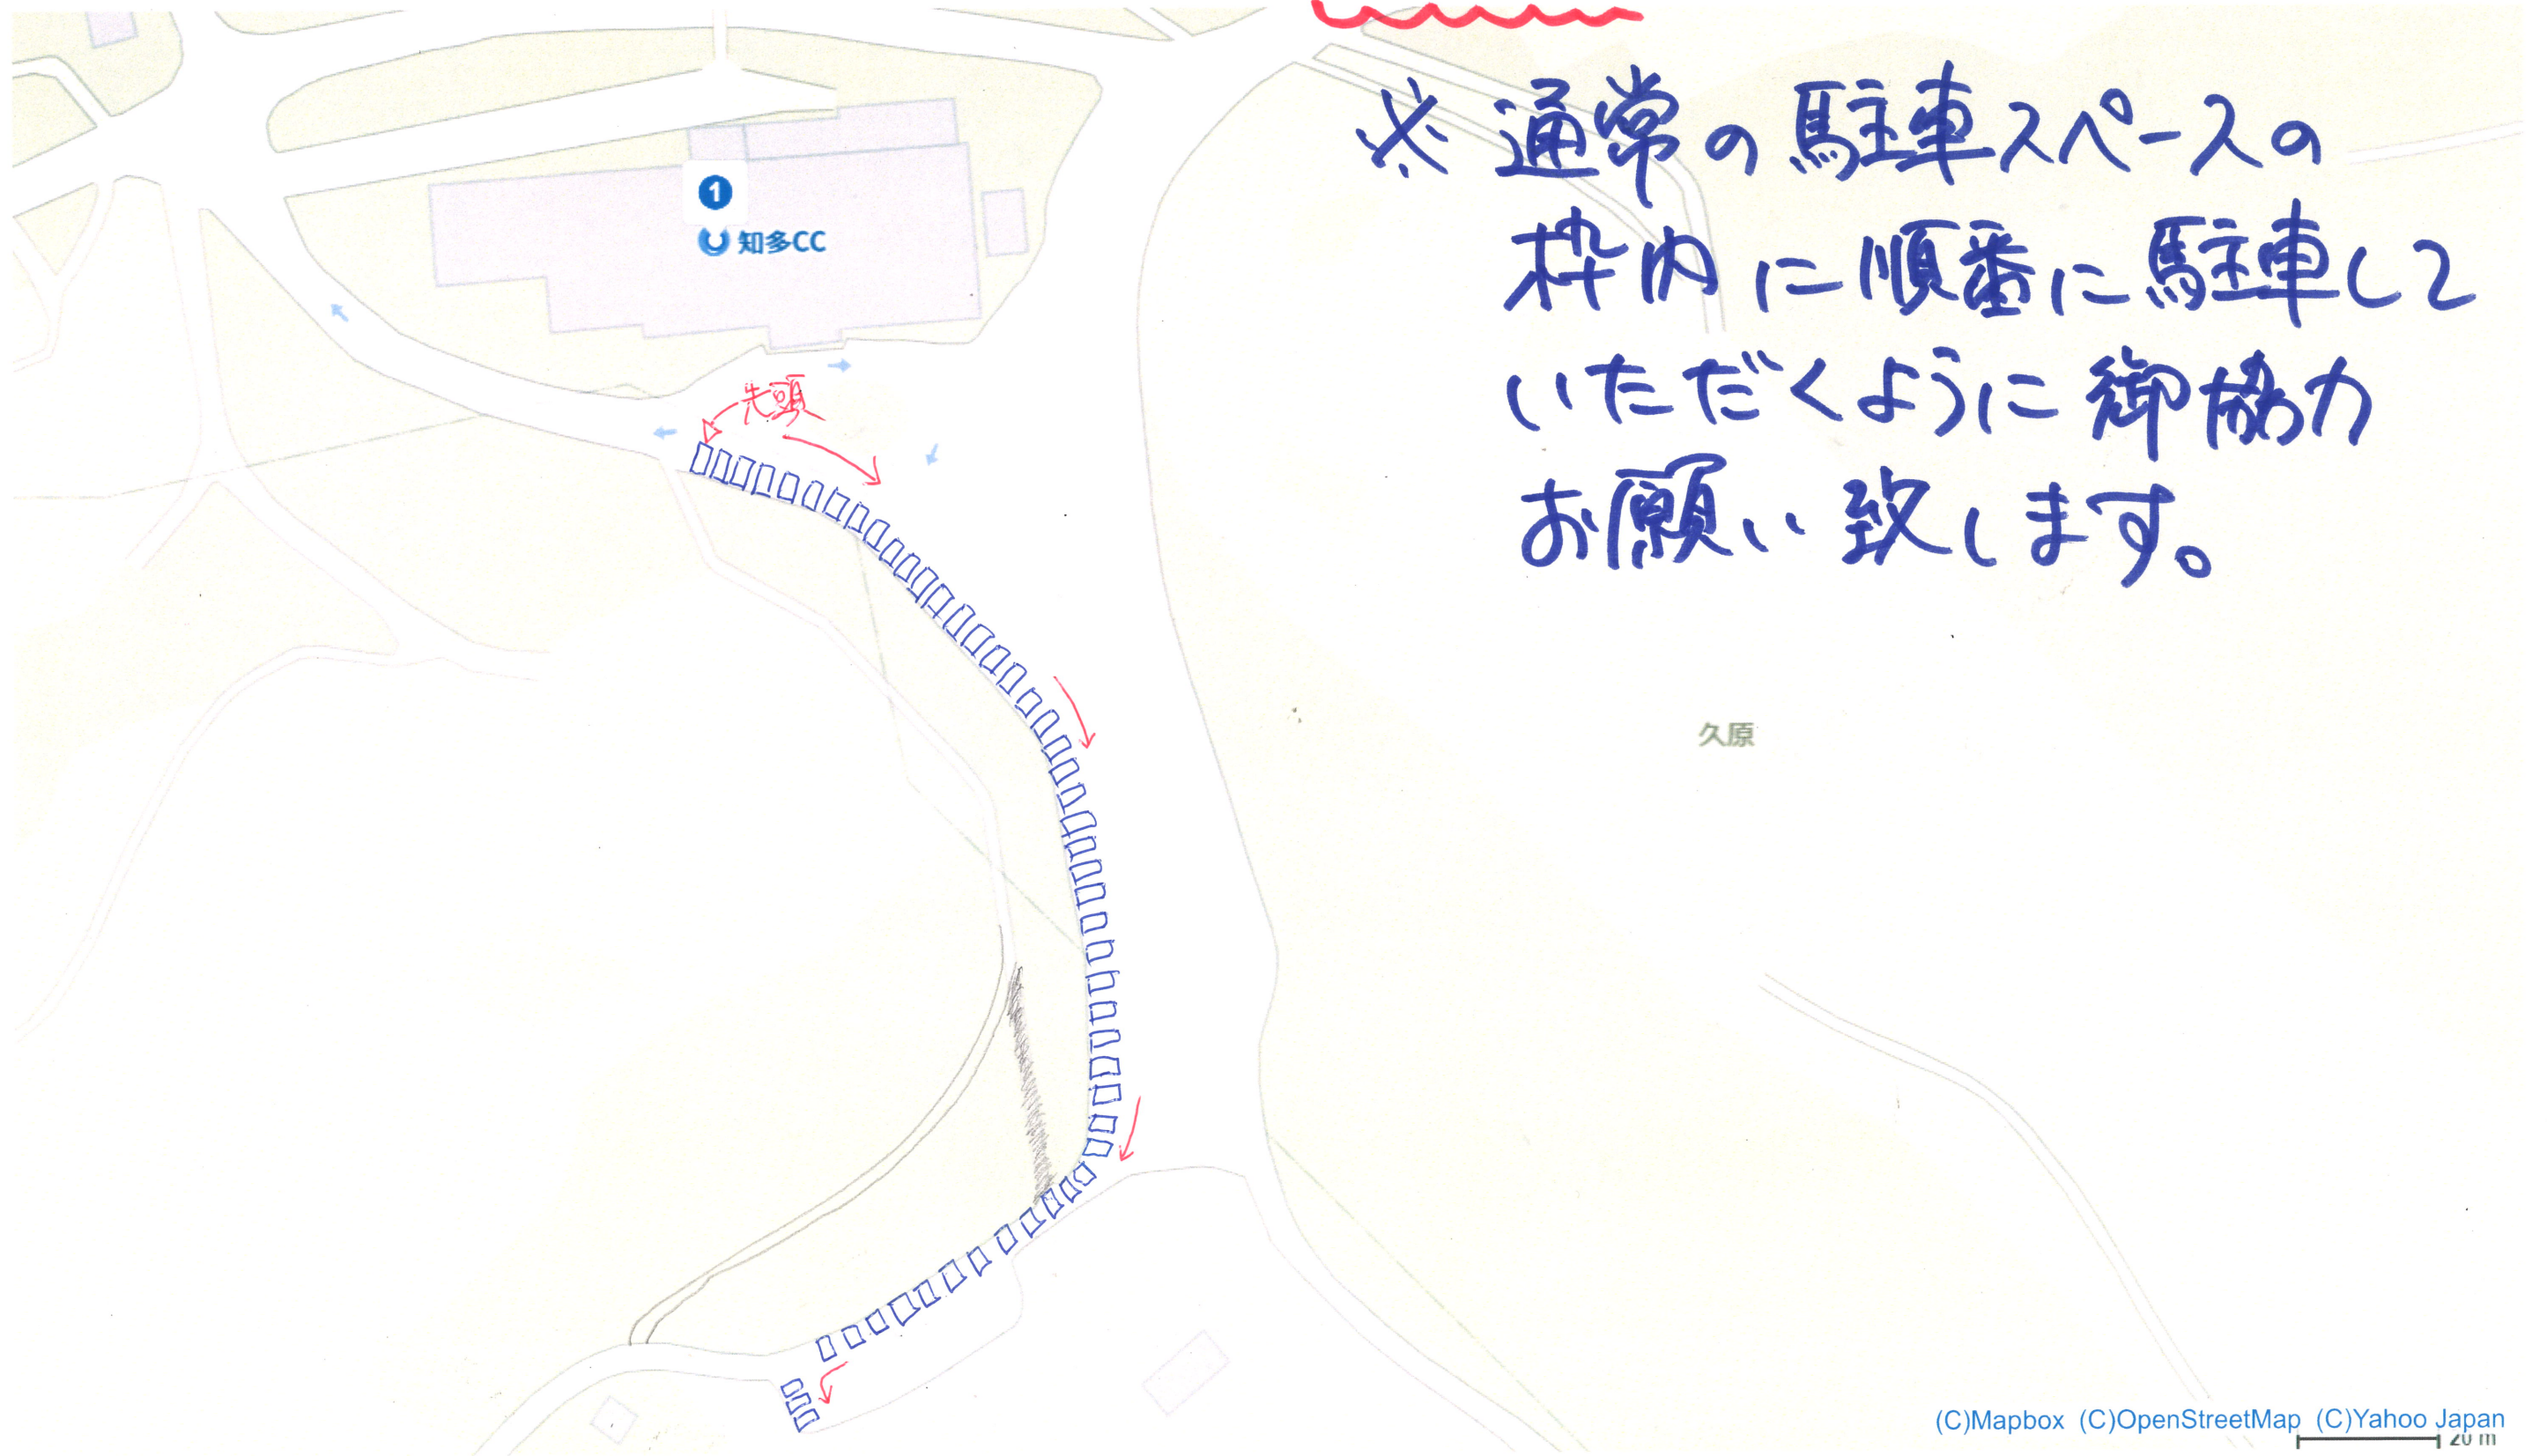 ※ 通常の駐車スペースの
枠内に順番に駐車して
いただくように御協力
お願い致します。
1
知多CC
先頭
久原
(C)Mapbox (C)OpenStreetMap (C)Yahoo Japan
20 m